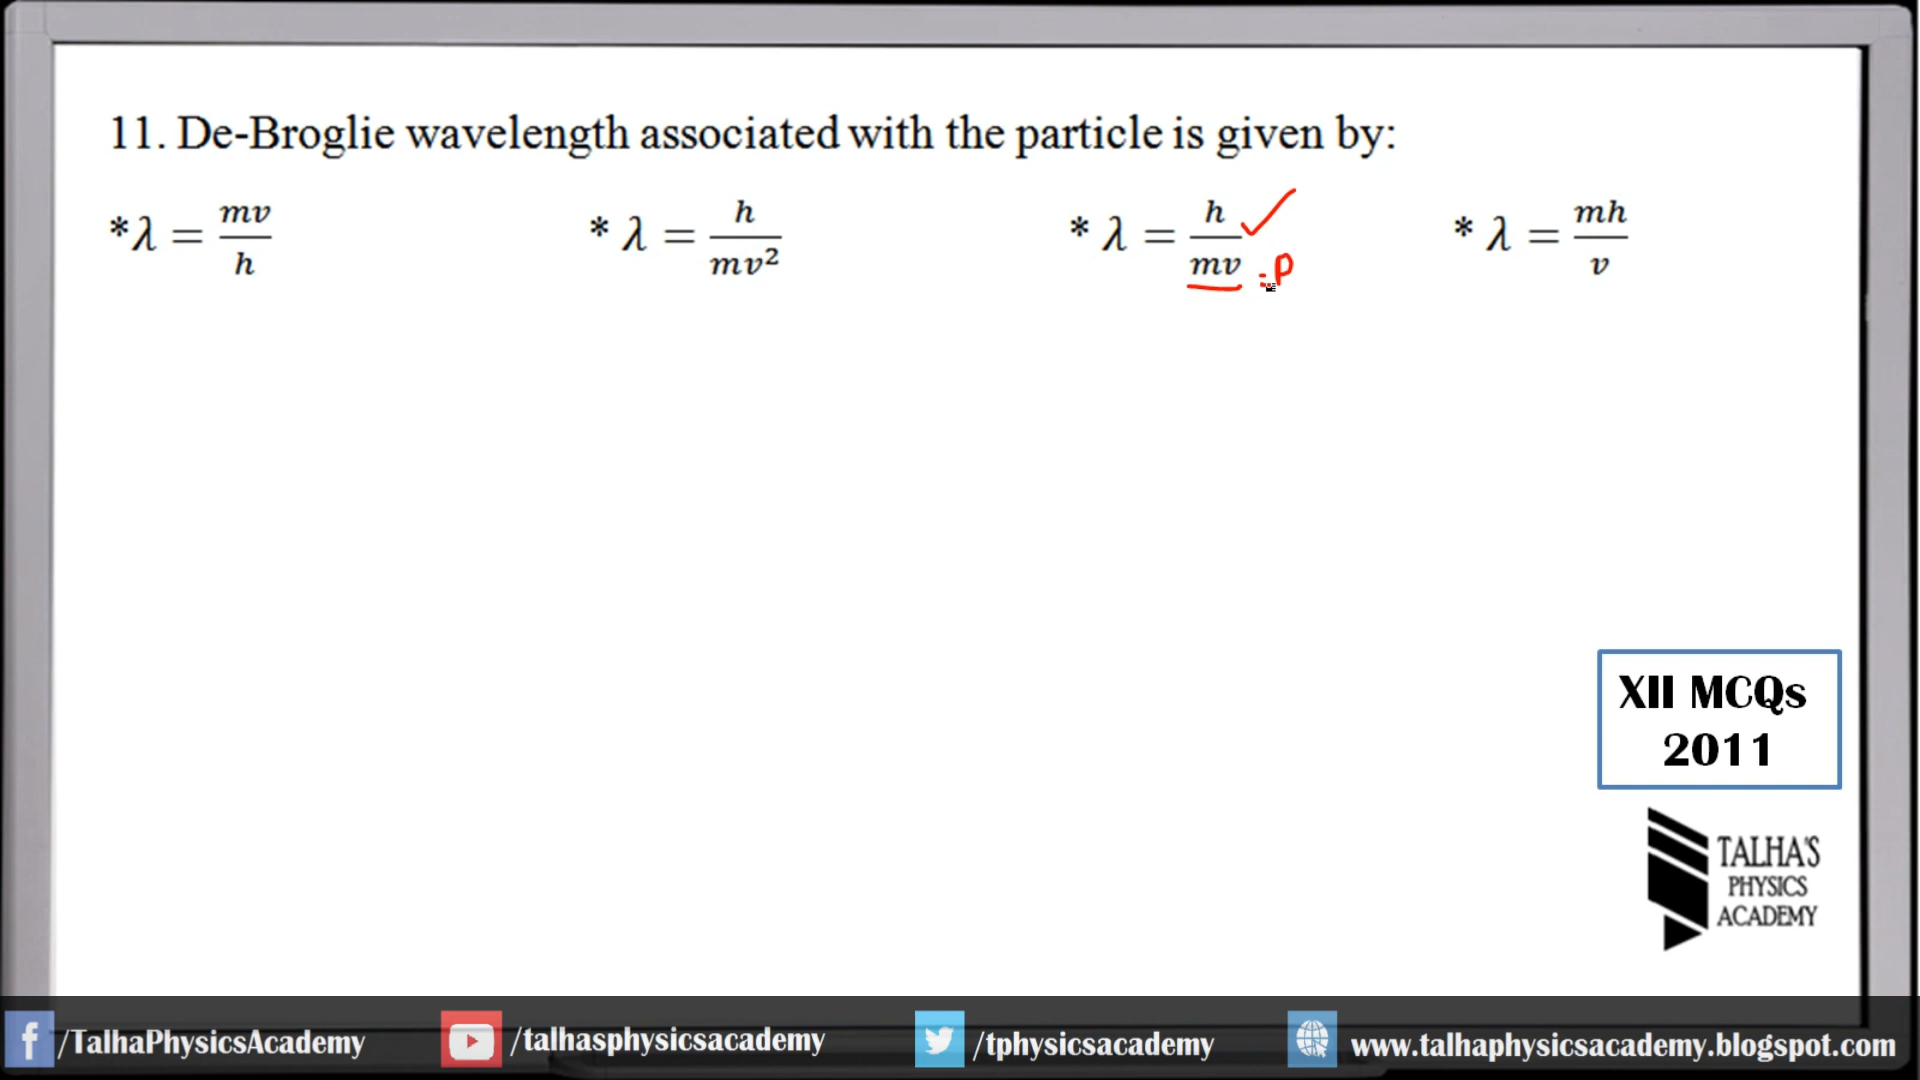 11. De-Broglie wavelength associated with the particle is given by:
* λ = mv/h * λ = h/mv² * λ = h/mv ✓ * λ = mh/v
= p
XII MCQs
2011
TALHA'S
PHYSICS
ACADEMY
/TalhaPhysicsAcademy /talhasphysicsacademy /tphysicsacademy www.talhaphysicsacademy.blogspot.com